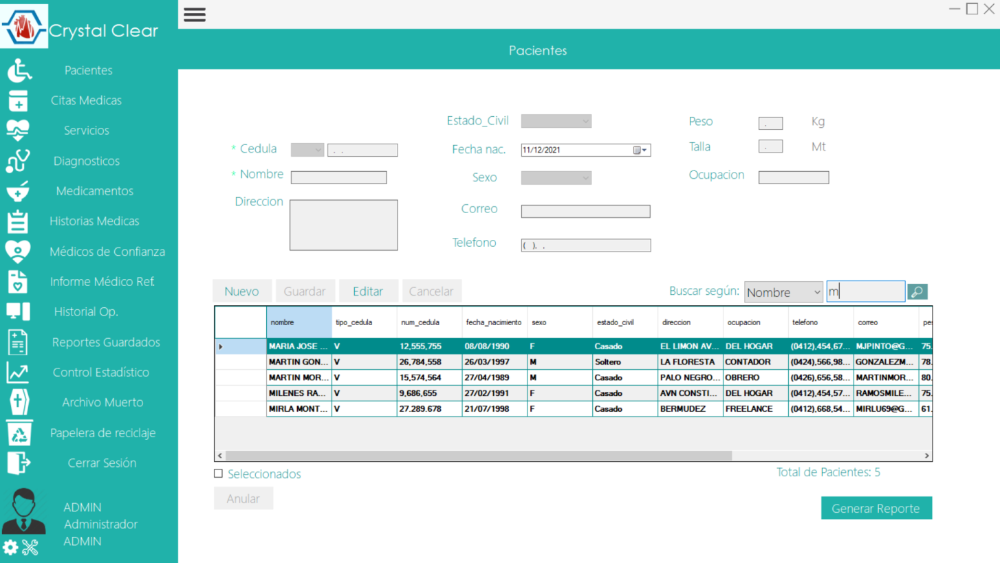 Crystal Clear
Pacientes
Citas Medicas
Servicios
Diagnosticos
Medicamentos
Historias Medicas
Médicos de Confianza
Informe Médico Ref.
Historial Op.
Reportes Guardados
Control Estadístico
Archivo Muerto
Papelera de reciclaje
Cerrar Sesión
ADMIN
Administrador
ADMIN
Pacientes
* Cedula . .
* Nombre
Direccion
Estado_Civil
Fecha nac. 11/12/2021
Sexo
Correo
Telefono ( ). .
Peso . Kg
Talla . Mt
Ocupacion
Nuevo Guardar Editar Cancelar Buscar según: Nombre m
nombre tipo_cedula num_cedula fecha_nacimiento sexo estado_civil direccion ocupacion telefono correo pes
MARIA JOSE ... V 12,555,755 08/08/1990 F Casado EL LIMON AV... DEL HOGAR (0412),454,67... MJPINTO@G... 75.
MARTIN GON... V 26,784,558 26/03/1997 M Soltero LA FLORESTA CONTADOR (0424),566,98... GONZALEZM... 78.
MARTIN MOR... V 15,574,564 27/04/1989 M Casado PALO NEGRO... OBRERO (0426),656,58... MARTINMOR... 80.
MILENES RA... V 9,686,655 27/02/1991 F Casado AVN CONSTI... DEL HOGAR (0412),454,57... RAMOSMILE... 75.
MIRLA MONT... V 27.289.678 21/07/1998 F Casado BERMUDEZ FREELANCE (0412),668,54... MIRLU69@G... 61.
Seleccionados
Total de Pacientes: 5
Anular
Generar Reporte